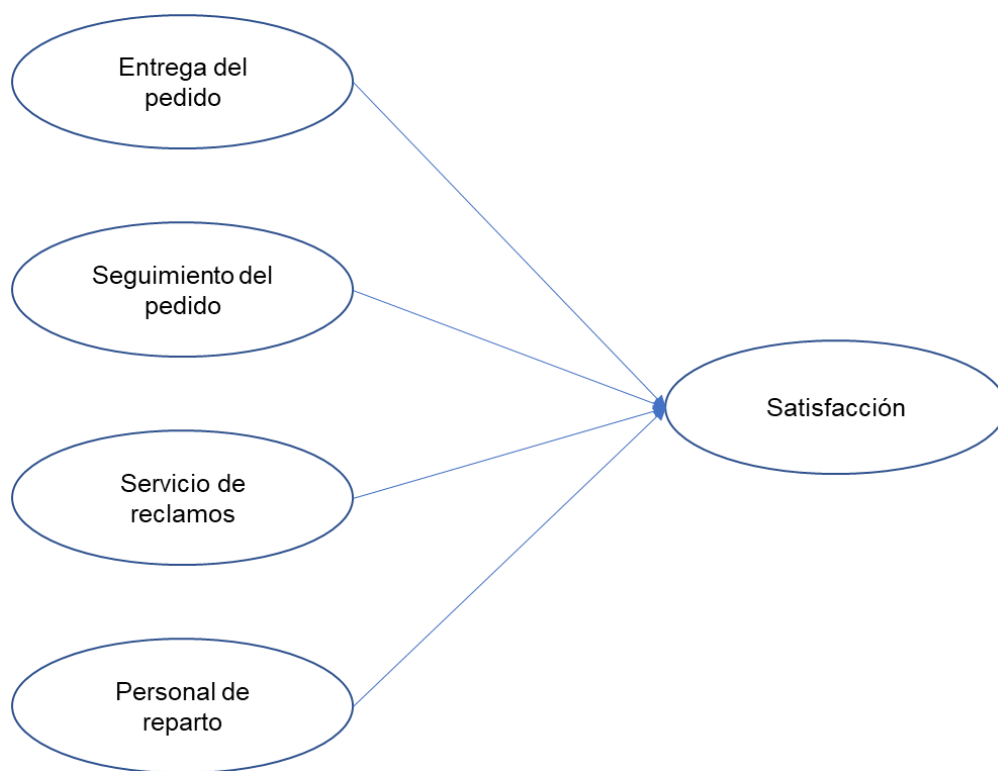 Entrega del
pedido
Seguimiento del
pedido
Servicio de
reclamos
Personal de
reparto
Satisfacción